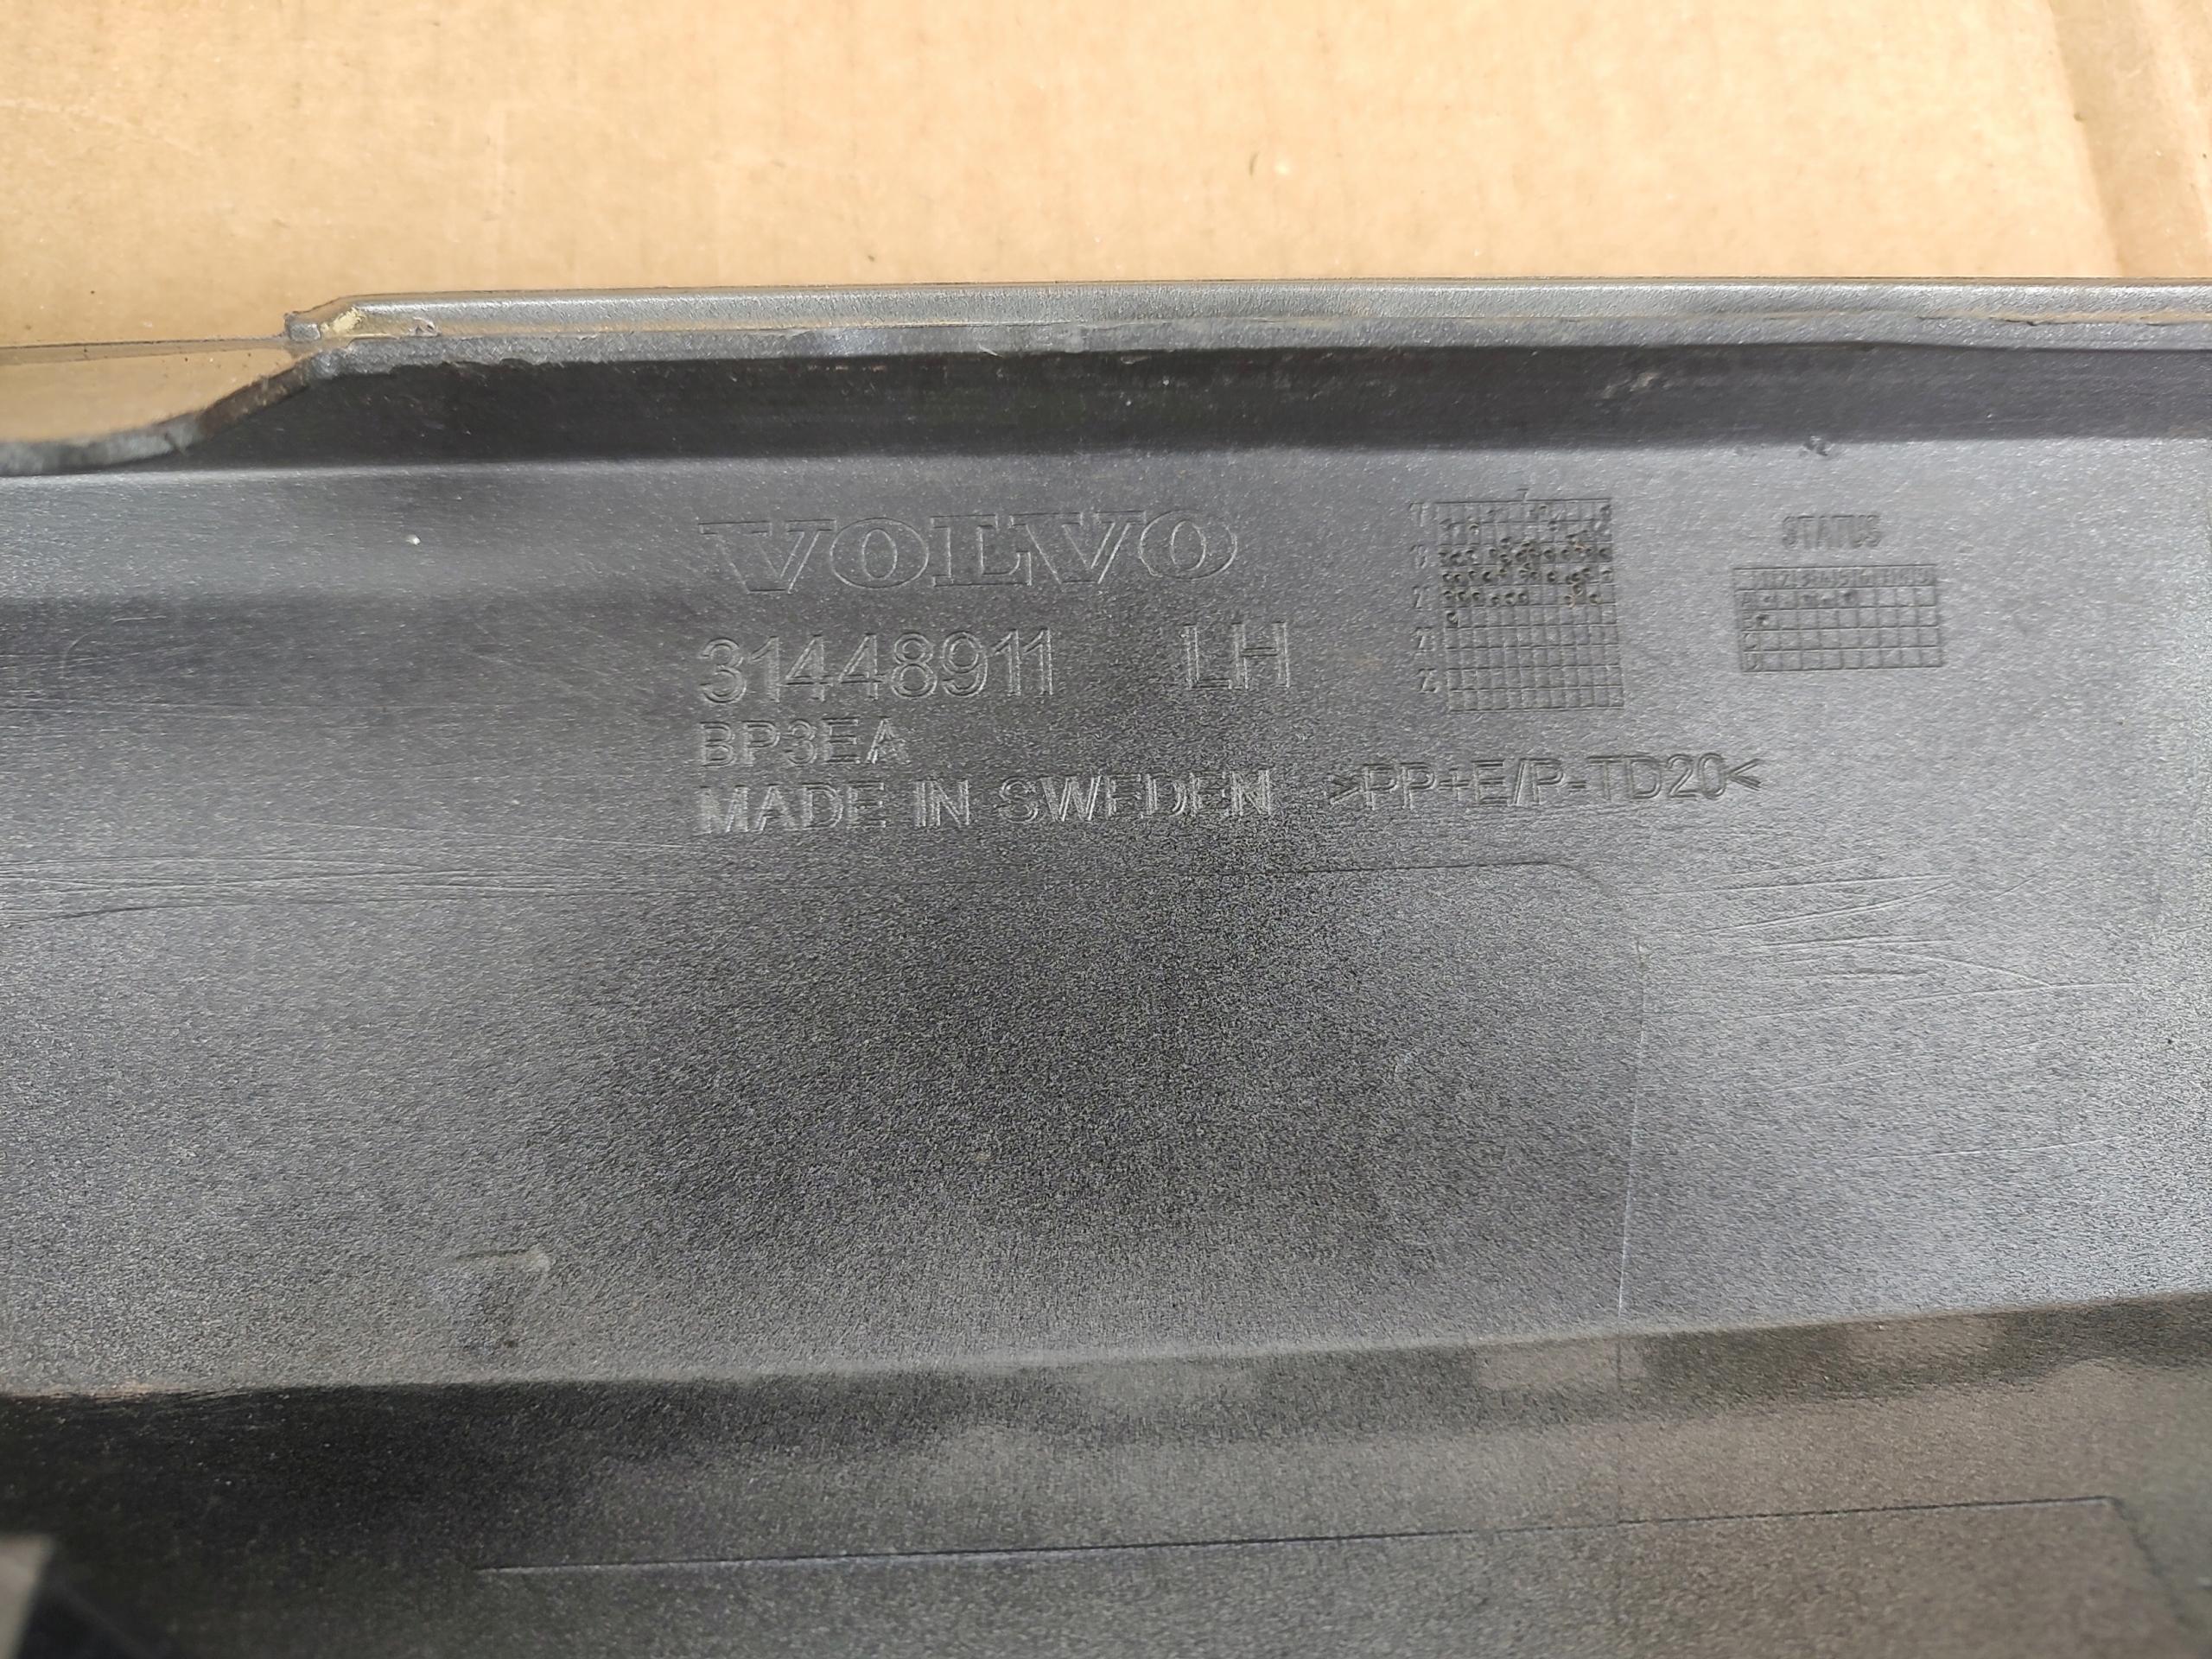 VOLVO
31448911 LH
BP3EA
MADE IN SWEDEN >PP+E/P-TD20<
STATUS